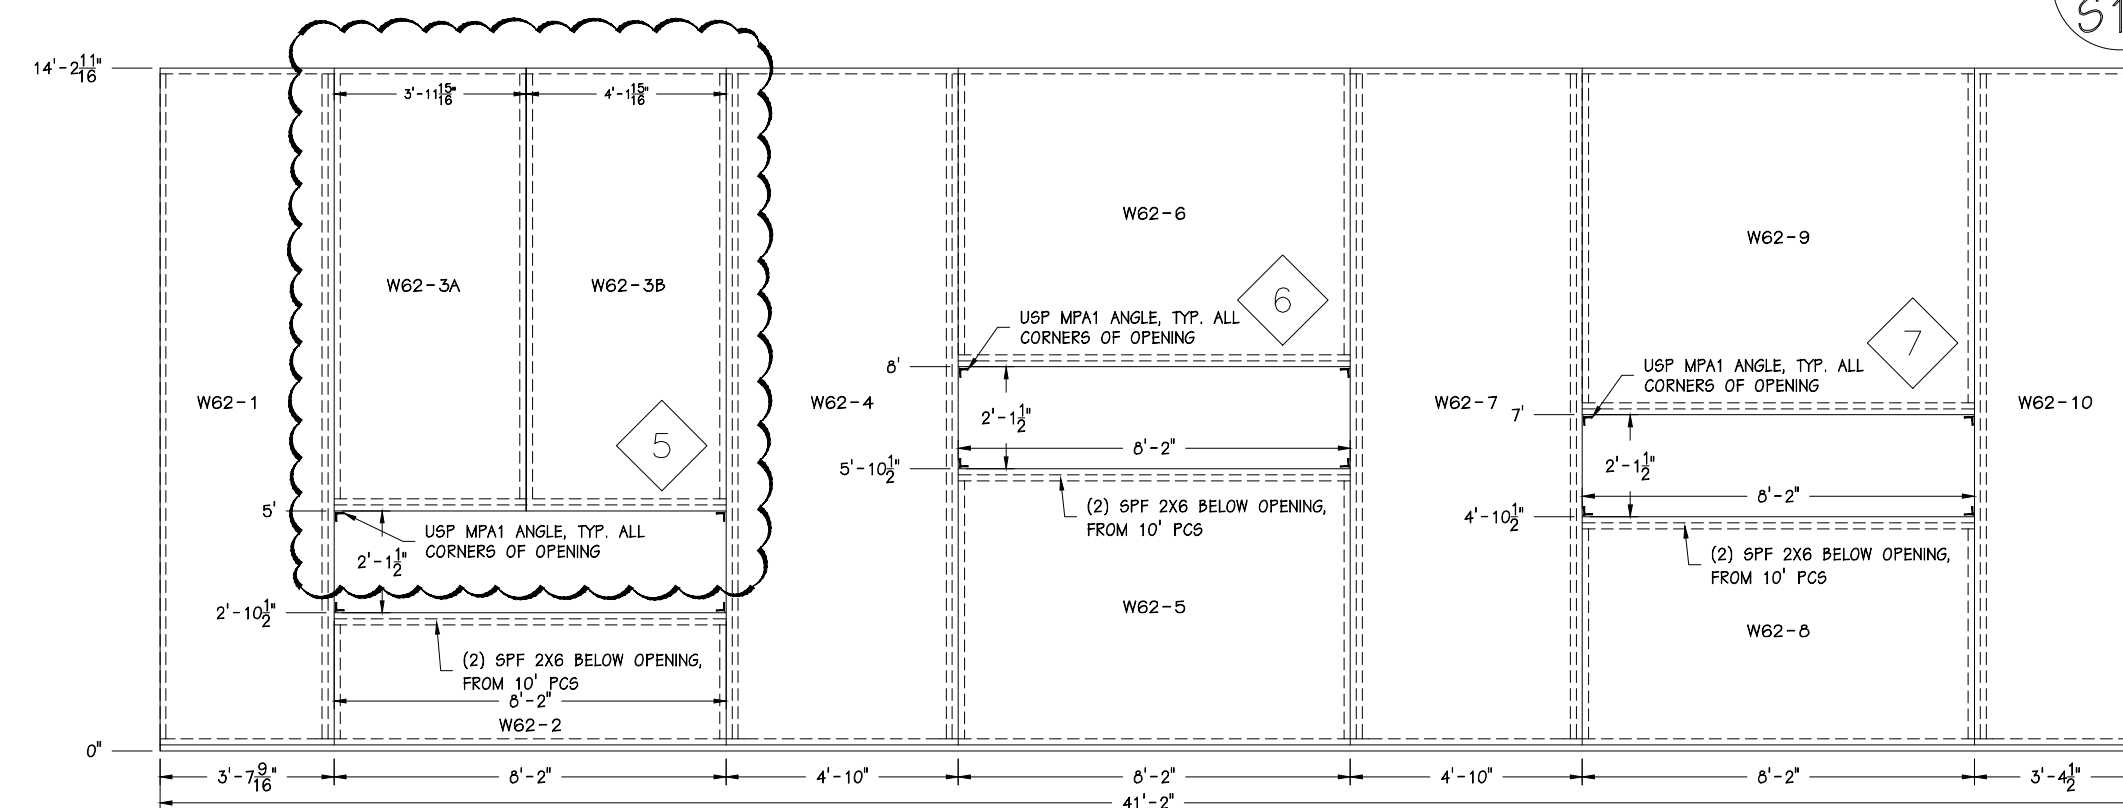 S1
14'-2 11/16"
3'-11 15/16"
4'-1 15/16"
W62-6
W62-9
W62-3A
W62-3B
6
USP MPA1 ANGLE, TYP. ALL
CORNERS OF OPENING
7
8'
USP MPA1 ANGLE, TYP. ALL
CORNERS OF OPENING
W62-1
W62-4
W62-7
7'
W62-10
2'-1 1/2"
5
8'-2"
5'-10 1/2"
2'-1 1/2"
8'-2"
5'
(2) SPF 2X6 BELOW OPENING,
FROM 10' PCS
4'-10 1/2"
USP MPA1 ANGLE, TYP. ALL
CORNERS OF OPENING
2'-1 1/2"
(2) SPF 2X6 BELOW OPENING,
FROM 10' PCS
2'-10 1/2"
W62-5
W62-8
(2) SPF 2X6 BELOW OPENING,
FROM 10' PCS
8'-2"
W62-2
0"
3'-7 9/16"
8'-2"
4'-10"
8'-2"
4'-10"
8'-2"
3'-4 1/2"
41'-2"